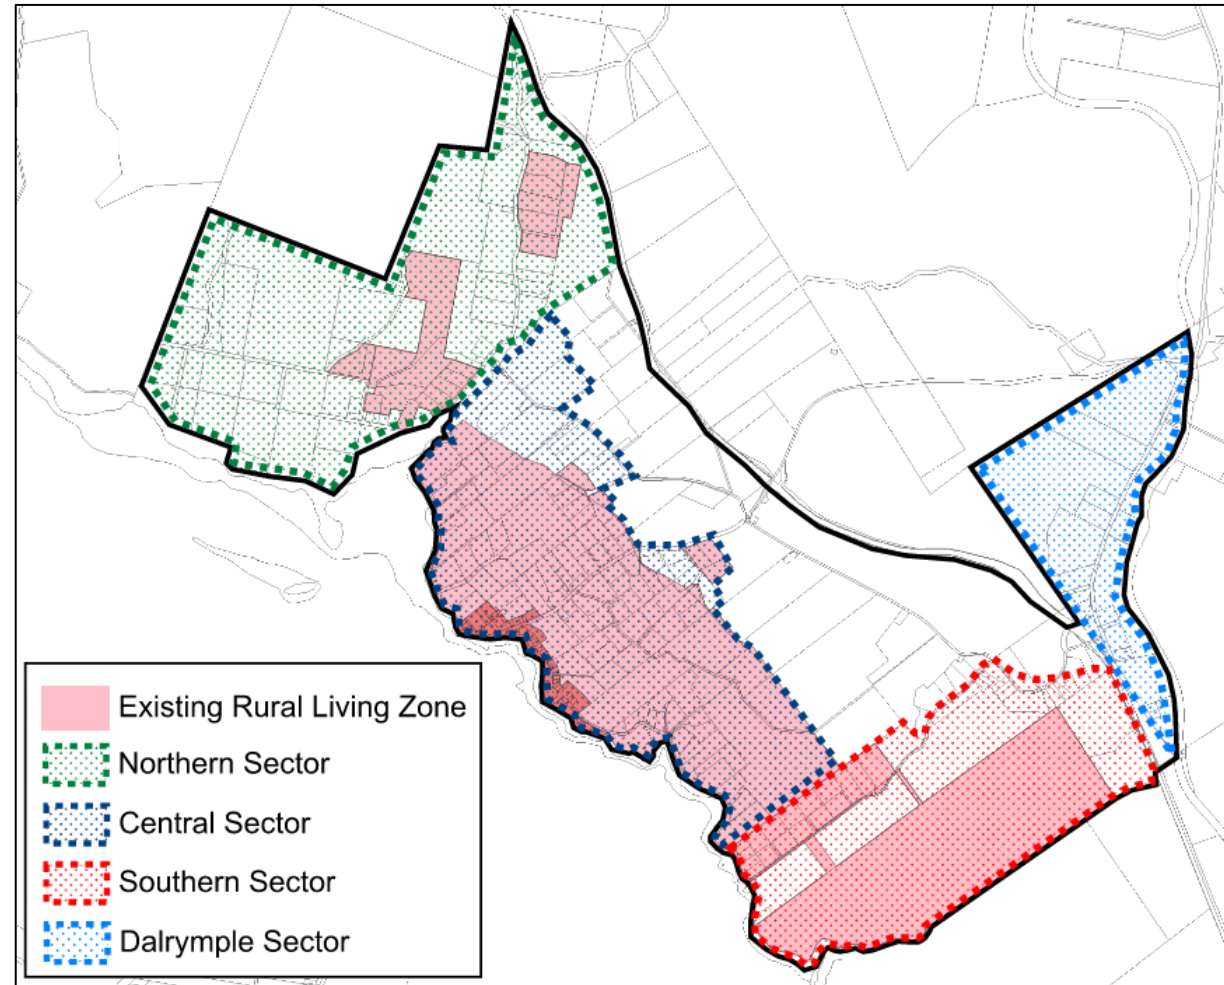 Existing Rural Living Zone
Northern Sector
Central Sector
Southern Sector
Dalrymple Sector